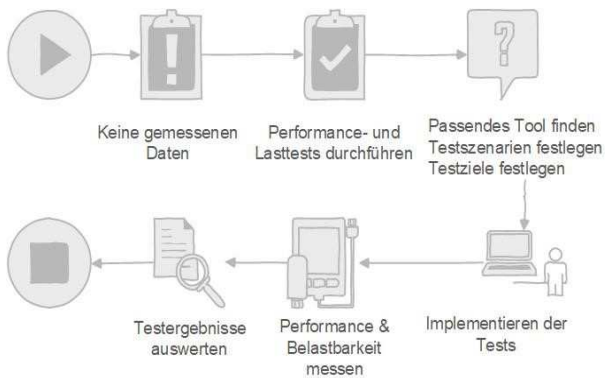 Keine gemessenen
Daten
Performance- und
Lasttests durchführen
Passendes Tool finden
Testszenarien festlegen
Testziele festlegen
Implementieren der
Tests
Performance &
Belastbarkeit
messen
Testergebnisse
auswerten